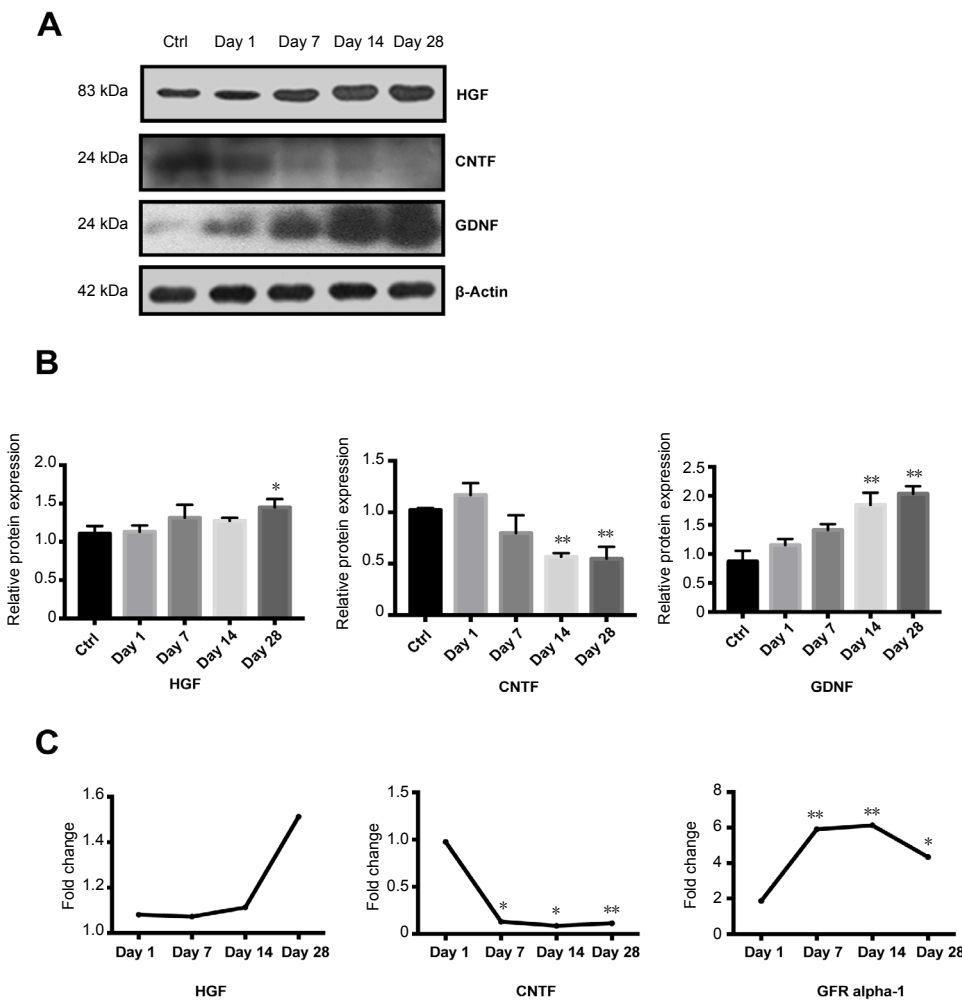 A
Ctrl Day 1 Day 7 Day 14 Day 28
83 kDa HGF
24 kDa CNTF
24 kDa GDNF
42 kDa β-Actin
B
Relative protein expression
2.0
1.5
1.0
0.5
0
*
Ctrl Day 1 Day 7 Day 14 Day 28
HGF
Relative protein expression
1.5
1.0
0.5
0
** **
Ctrl Day 1 Day 7 Day 14 Day 28
CNTF
Relative protein expression
2.5
2.0
1.5
1.0
0.5
0
** **
Ctrl Day 1 Day 7 Day 14 Day 28
GDNF
C
Fold change
1.6
1.4
1.2
1.0
Day 1 Day 7 Day 14 Day 28
HGF
Fold change
1.5
1.0
0.5
0
* * **
Day 1 Day 7 Day 14 Day 28
CNTF
Fold change
8
6
4
2
0
** ** *
Day 1 Day 7 Day 14 Day 28
GFR alpha-1